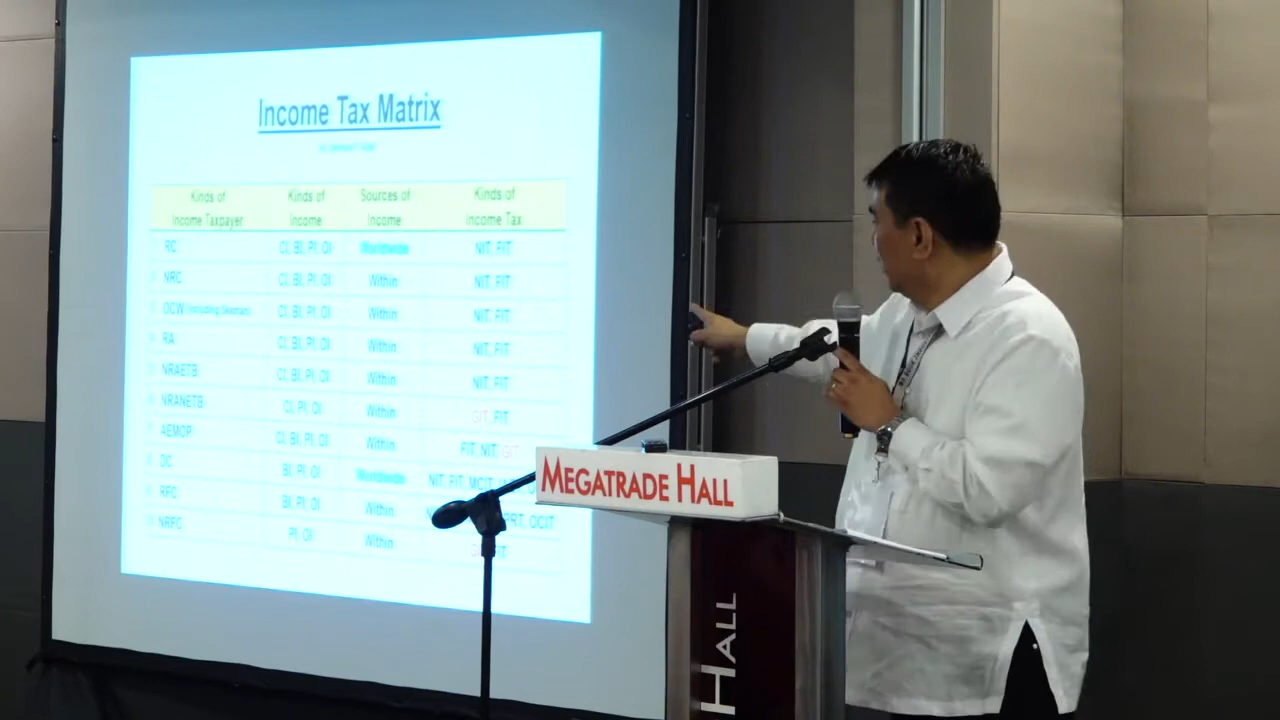 Income Tax Matrix
Kinds of Income Taxpayer Kinds of Income Sources of Income Kinds of Income Tax
RC CI, BI, PI, OI Worldwide NIT, FIT
NRC CI, BI, PI, OI Within NIT, FIT
OCW (including Seaman) CI, BI, PI, OI Within NIT, FIT
RA CI, BI, PI, OI Within NIT, FIT
NRAETB CI, BI, PI, OI Within NIT, FIT
NRANETB CI, PI, OI Within GIT, FIT
AEMOP CI, BI, PI, OI Within FIT, NIT, GIT
DC BI, PI, OI Worldwide NIT, FIT, MCIT,
RFC BI, PI, OI Within OCIT
NRFC PI, OI Within
MEGATRADE HALL
HALL